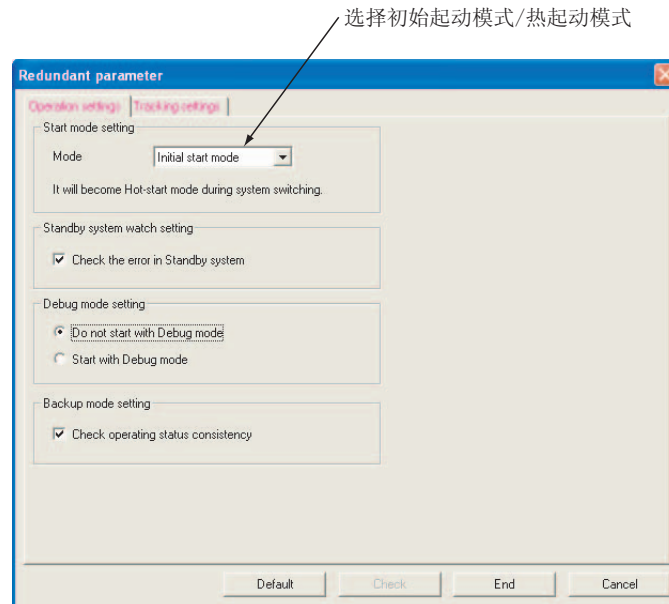 选择初始起动模式/热起动模式
Redundant parameter
Operation settings Tracking settings
Start mode setting
Mode Initial start mode
It will become Hot-start mode during system switching.
Standby system watch setting
Check the error in Standby system
Debug mode setting
Do not start with Debug mode
Start with Debug mode
Backup mode setting
Check operating status consistency
Default Check End Cancel